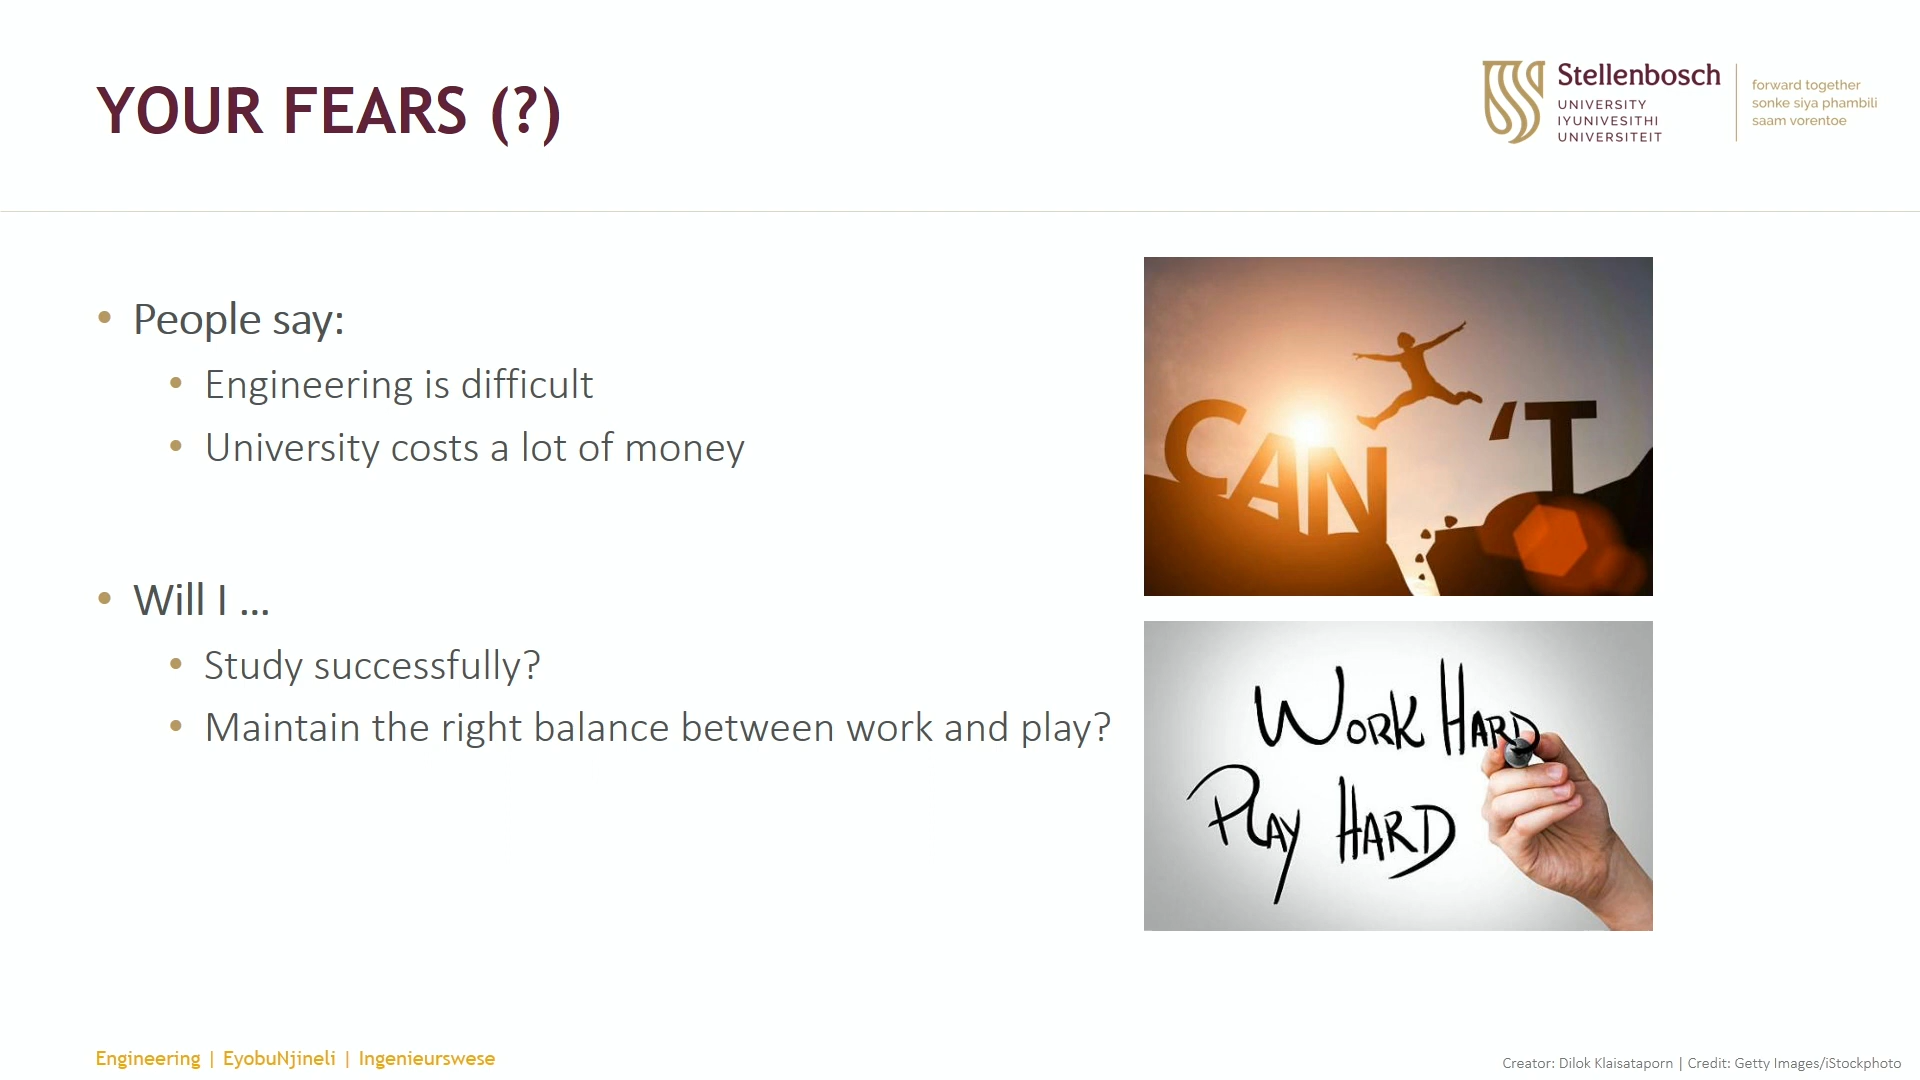 YOUR FEARS (?)
Stellenbosch
UNIVERSITY
IYUNIVESITHI
UNIVERSITEIT
forward together
sonke siya phambili
saam vorentoe
• People say:
• Engineering is difficult
• University costs a lot of money
• Will I ...
• Study successfully?
• Maintain the right balance between work and play?
CAN 'T
WORK HARD
PLAY HARD
Engineering | EyobuNjineli | Ingenieurswese
Creator: Dilok Klaisataporn | Credit: Getty Images/iStockphoto